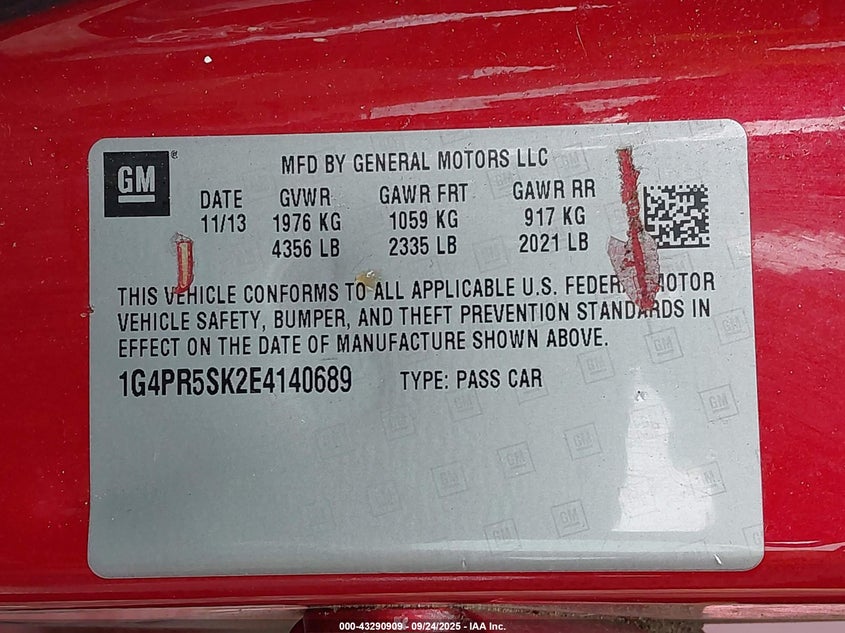 GM ®
MFD BY GENERAL MOTORS LLC
DATE GVWR GAWR FRT GAWR RR
11/13 1976 KG 1059 KG 917 KG
4356 LB 2335 LB 2021 LB
THIS VEHICLE CONFORMS TO ALL APPLICABLE U.S. FEDERAL MOTOR
VEHICLE SAFETY, BUMPER, AND THEFT PREVENTION STANDARDS IN
EFFECT ON THE DATE OF MANUFACTURE SHOWN ABOVE.
1G4PR5SK2E4140689 TYPE: PASS CAR
000-43290909 - 09/24/2025 - IAA Inc.